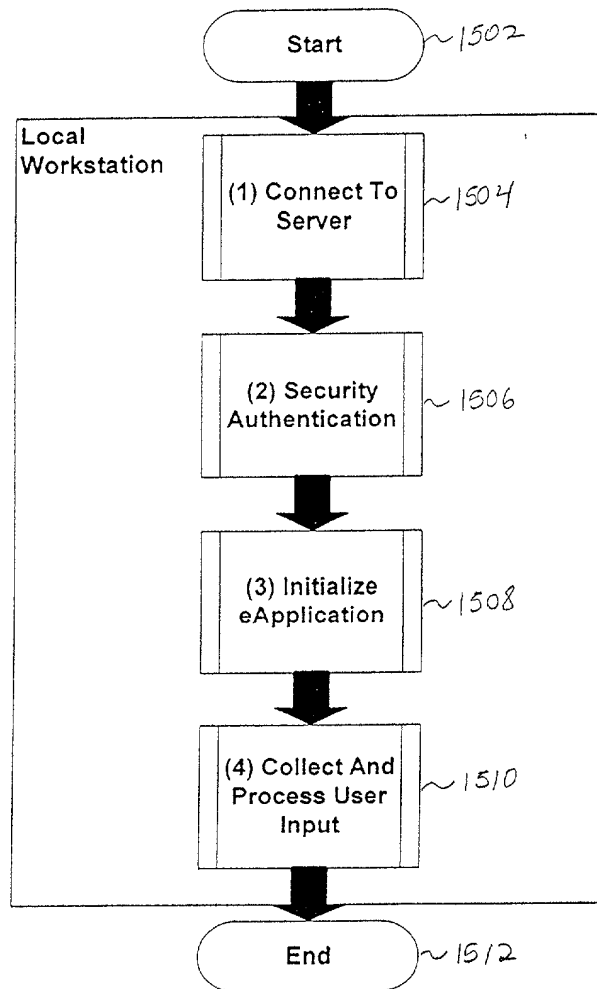 Start
1502
Local
Workstation
(1) Connect To
Server
1504
(2) Security
Authentication
1506
(3) Initialize
eApplication
1508
(4) Collect And
Process User
Input
1510
End
1512